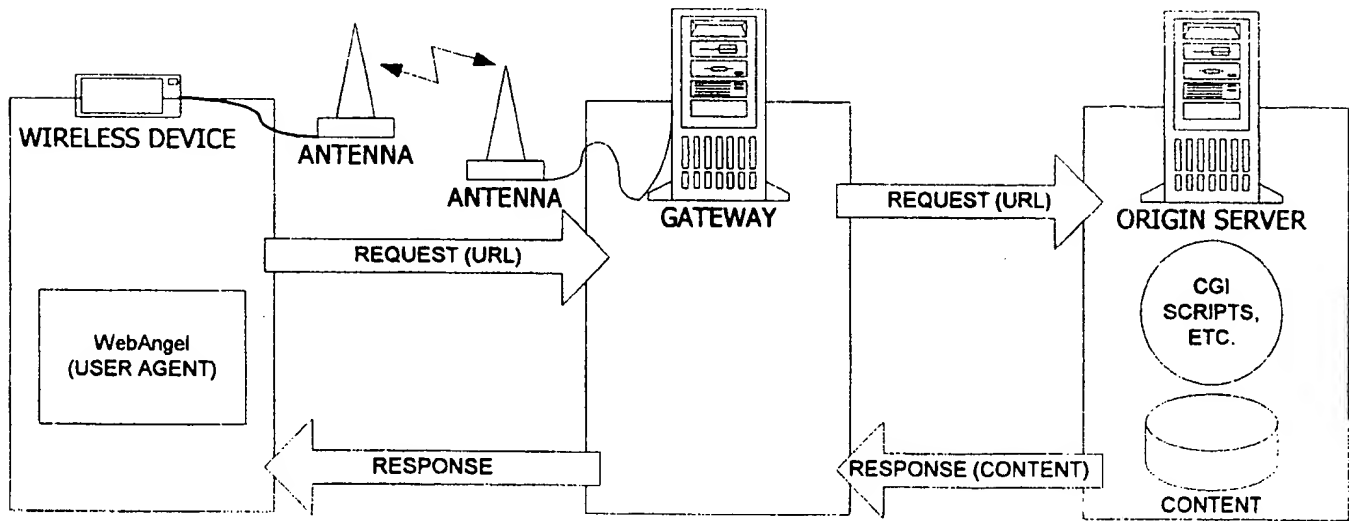 WIRELESS DEVICE
ANTENNA
ANTENNA
GATEWAY
ORIGIN SERVER
REQUEST (URL)
REQUEST (URL)
WebAngel
(USER AGENT)
CGI
SCRIPTS,
ETC.
RESPONSE
RESPONSE (CONTENT)
CONTENT